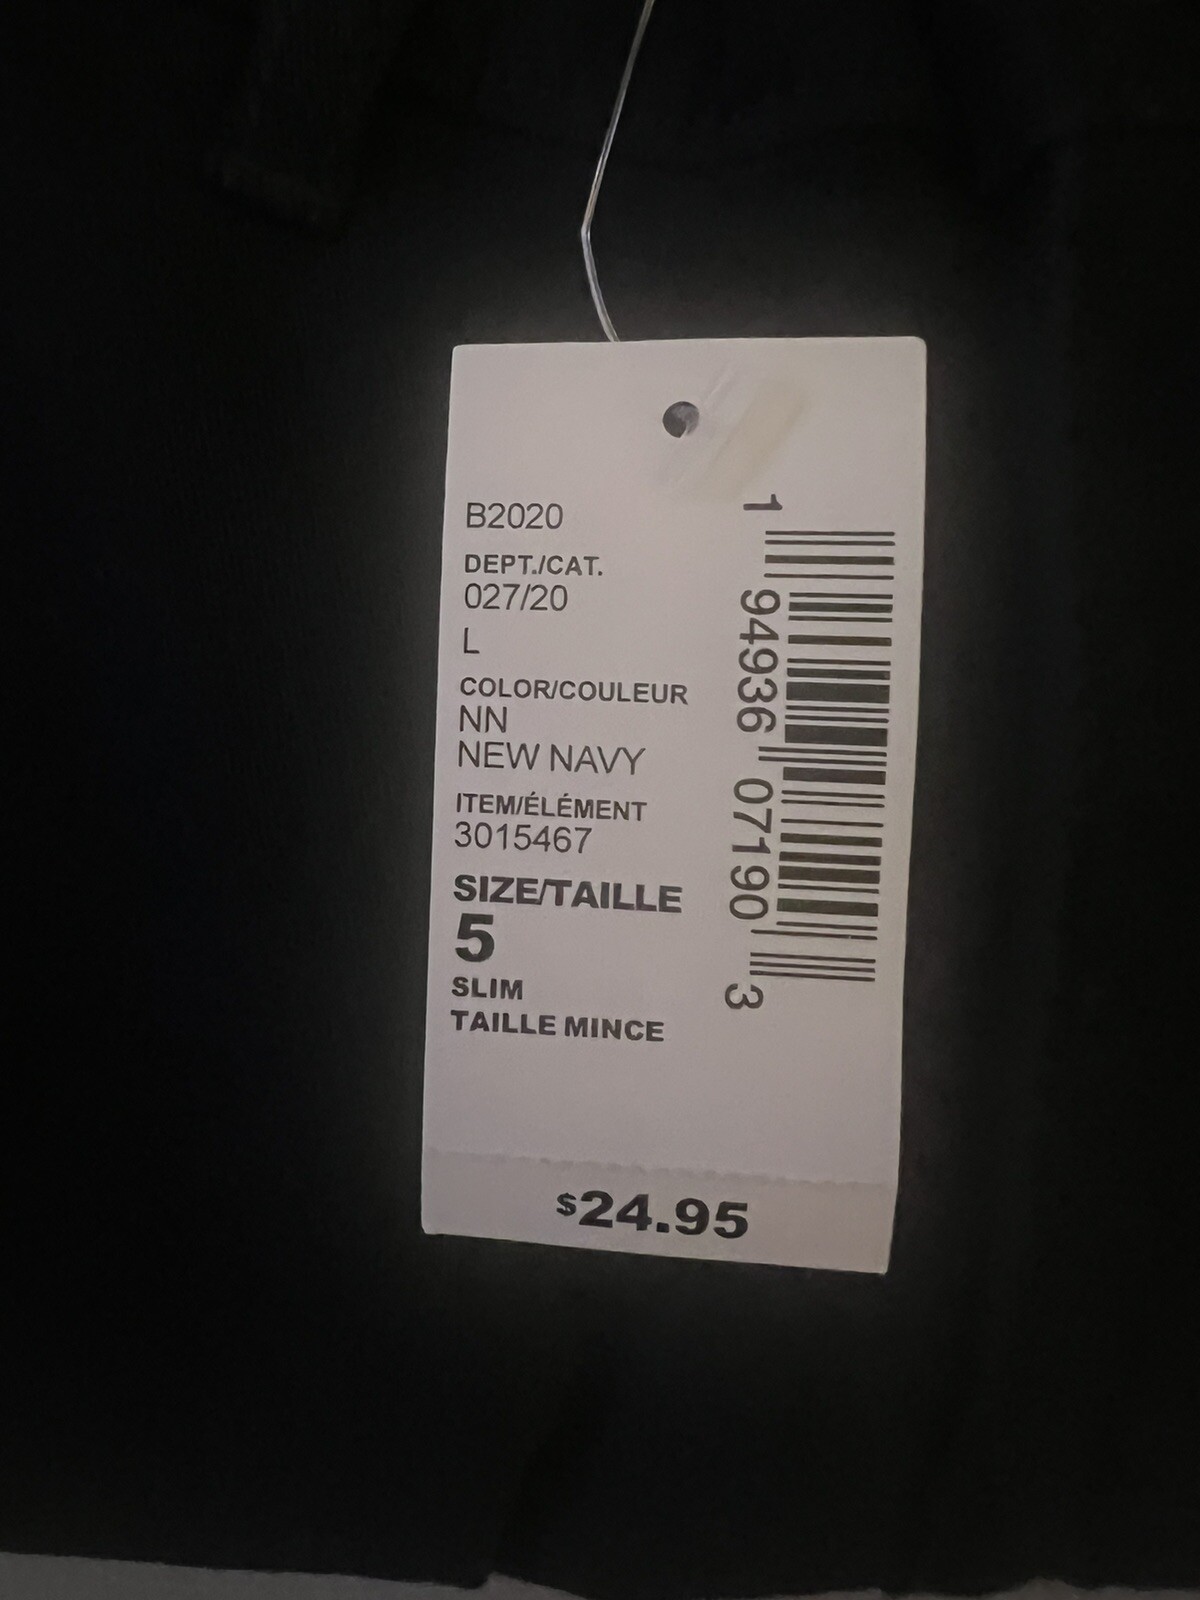 B2020
DEPT./CAT.
027/20
L
COLOR/COULEUR
NN
NEW NAVY
ITEM/ÉLÉMENT
3015467
SIZE/TAILLE
5
SLIM
TAILLE MINCE
1 94936 07190 3
$24.95